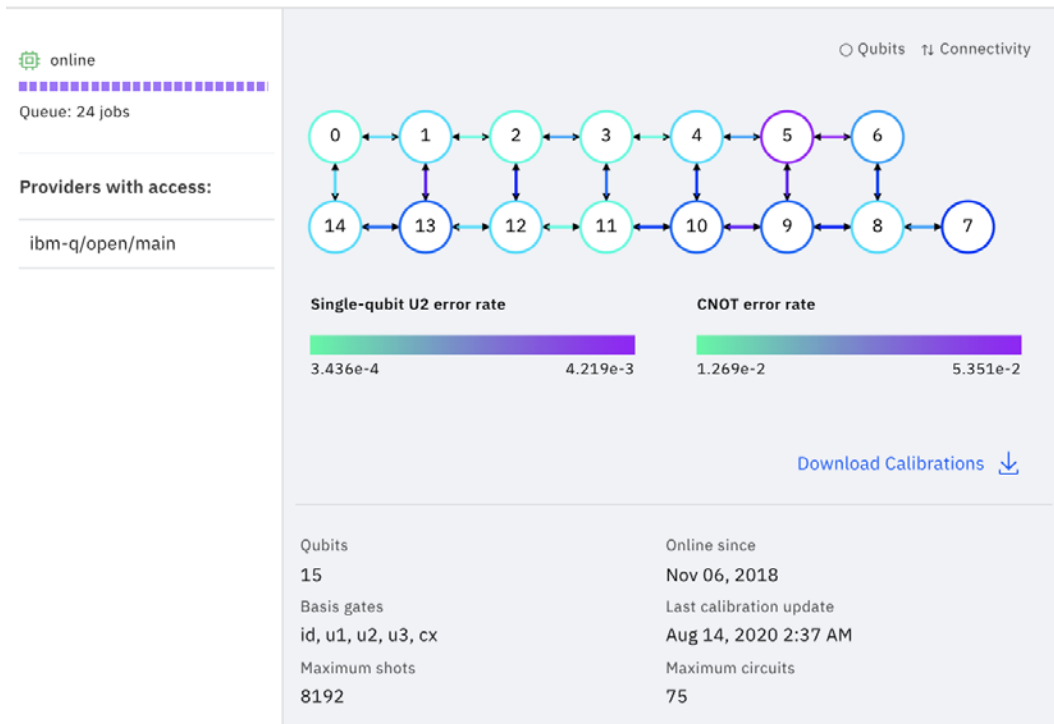 online
Queue: 24 jobs
Providers with access:
ibm-q/open/main
Qubits Connectivity
0 1 2 3 4 5 6
14 13 12 11 10 9 8 7
Single-qubit U2 error rate
3.436e-4 4.219e-3
CNOT error rate
1.269e-2 5.351e-2
Download Calibrations
Qubits
15
Basis gates
id, u1, u2, u3, cx
Maximum shots
8192
Online since
Nov 06, 2018
Last calibration update
Aug 14, 2020 2:37 AM
Maximum circuits
75